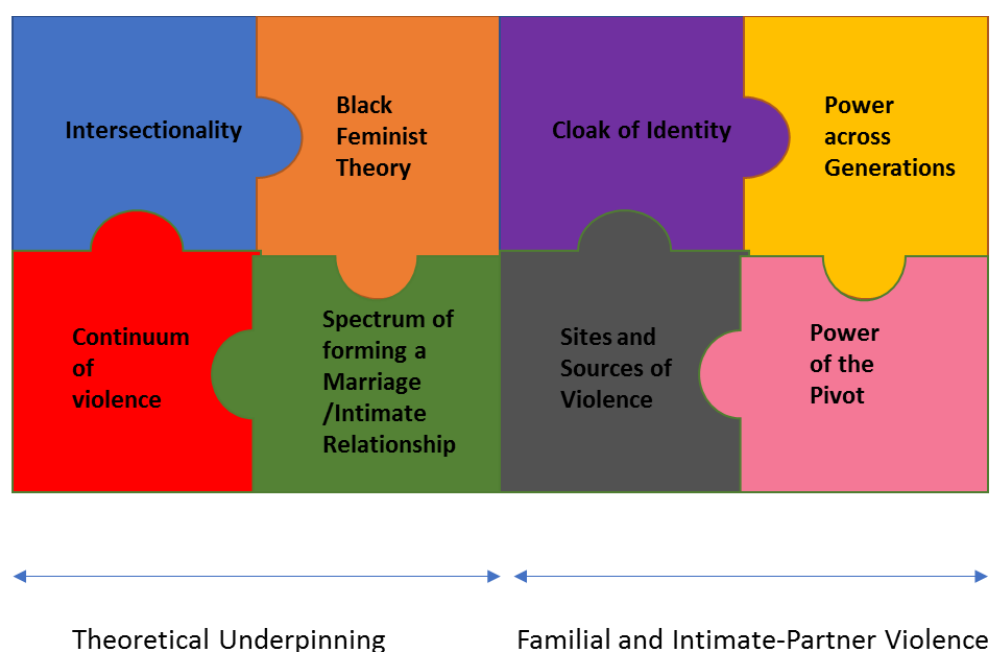 Intersectionality
Black
Feminist
Theory
Cloak of Identity
Power
across
Generations
Continuum
of
violence
Spectrum of
forming a
Marriage
/Intimate
Relationship
Sites and
Sources of
Violence
Power
of the
Pivot
Theoretical Underpinning
Familial and Intimate-Partner Violence